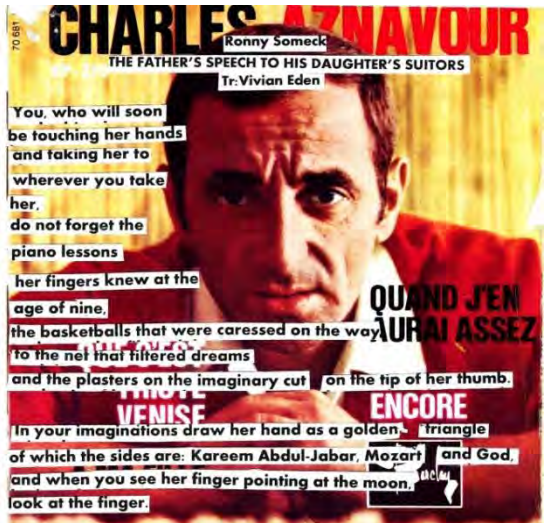 CHARLES AZNAVOUR
70 681
Ronny Someck
THE FATHER'S SPEECH TO HIS DAUGHTER'S SUITORS
Tr:Vivian Eden
You, who will soon
be touching her hands
and taking her to
wherever you take
her,
do not forget the
piano lessons
her fingers knew at the
age of nine,
the basketballs that were caressed on the way
to the net that filtered dreams
and the plasters on the imaginary cut on the tip of her thumb.
In your imaginations draw her hand as a golden triangle
of which the sides are: Kareem Abdul-Jabar, Mozart and God,
and when you see her finger pointing at the moon,
look at the finger.
QUAND J'EN
AURAI ASSEZ
QUE C'EST
TRISTE
VENISE
ENCORE